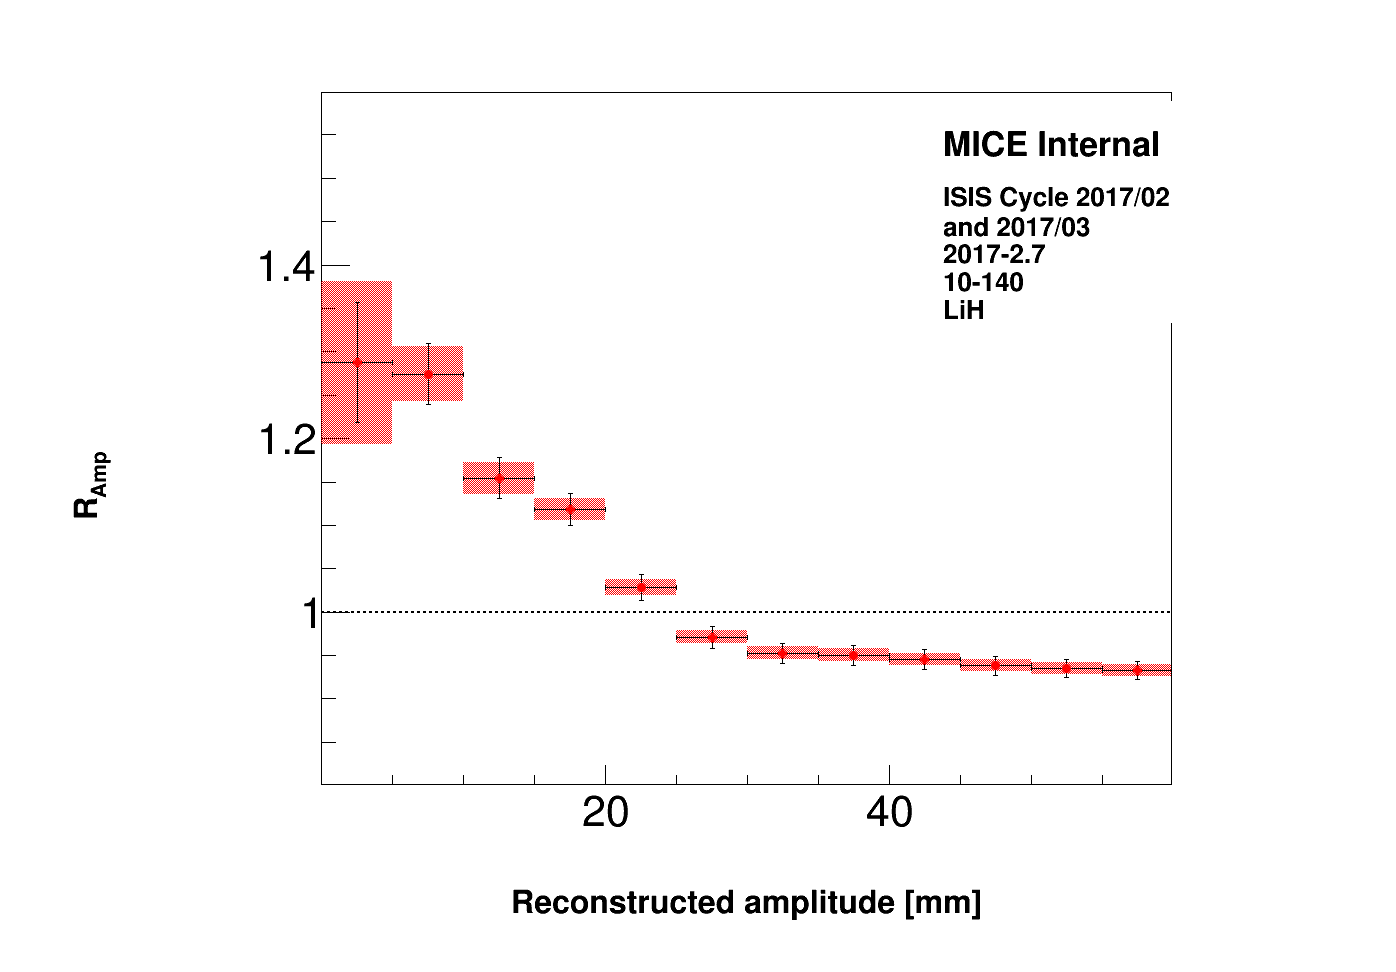 MICE Internal
ISIS Cycle 2017/02
and 2017/03
2017-2.7
10-140
LiH
1.4
1.2
1
R_Amp
20
40
Reconstructed amplitude [mm]